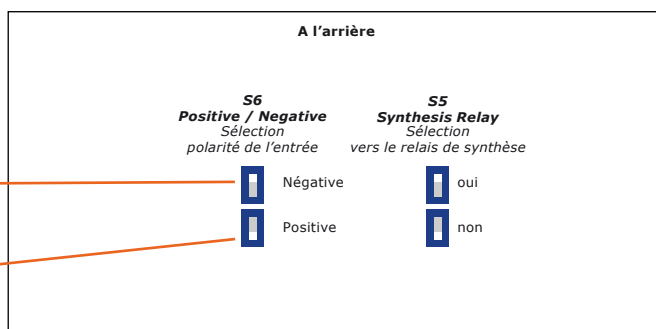 A l’arrière
S6
Positive / Negative
Sélection
polarité de l’entrée
S5
Synthesis Relay
Sélection
vers le relais de synthèse
Négative
oui
Positive
non